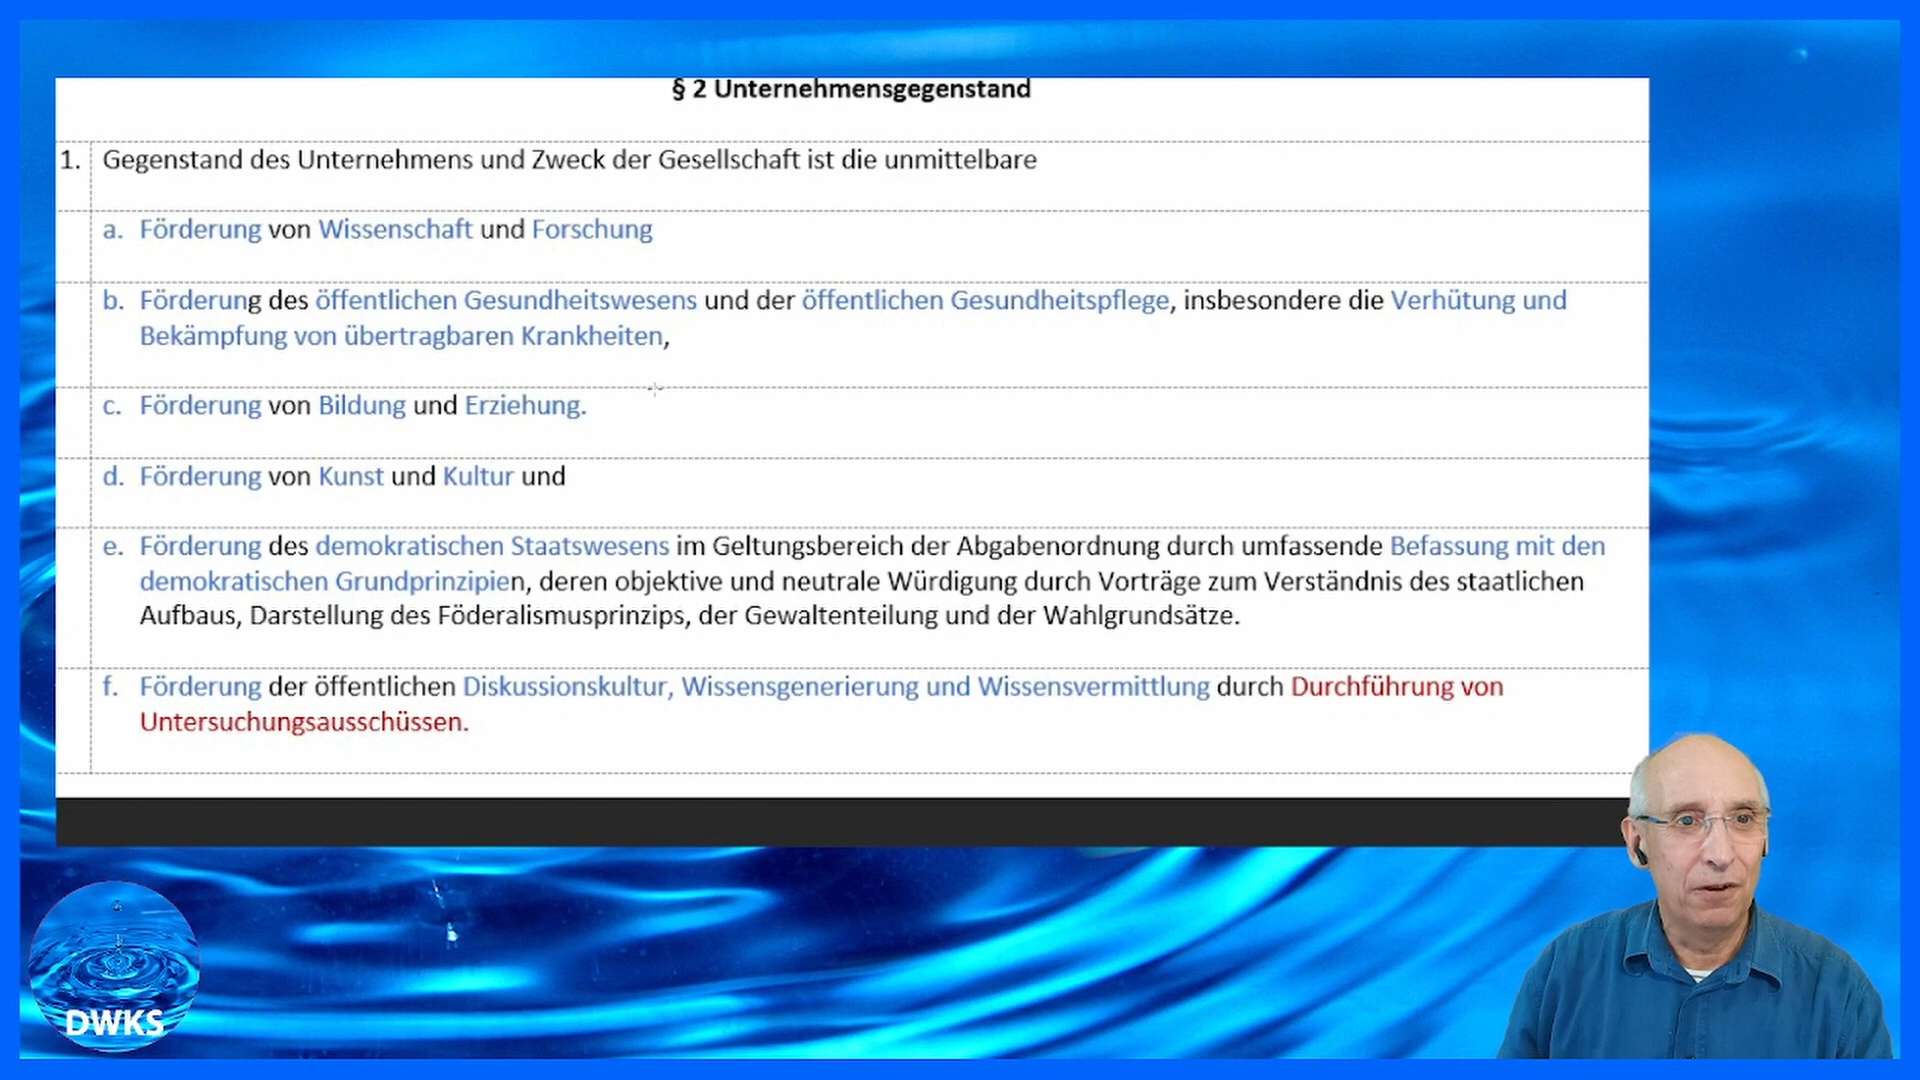 § 2 Unternehmensgegenstand
1. Gegenstand des Unternehmens und Zweck der Gesellschaft ist die unmittelbare
a. Förderung von Wissenschaft und Forschung
b. Förderung des öffentlichen Gesundheitswesens und der öffentlichen Gesundheitspflege, insbesondere die Verhütung und
Bekämpfung von übertragbaren Krankheiten,
c. Förderung von Bildung und Erziehung.
d. Förderung von Kunst und Kultur und
e. Förderung des demokratischen Staatswesens im Geltungsbereich der Abgabenordnung durch umfassende Befassung mit den
demokratischen Grundprinzipien, deren objektive und neutrale Würdigung durch Vorträge zum Verständnis des staatlichen
Aufbaus, Darstellung des Föderalismusprinzips, der Gewaltenteilung und der Wahlgrundsätze.
f. Förderung der öffentlichen Diskussionskultur, Wissensgenerierung und Wissensvermittlung durch Durchführung von
Untersuchungsausschüssen.
DWKS